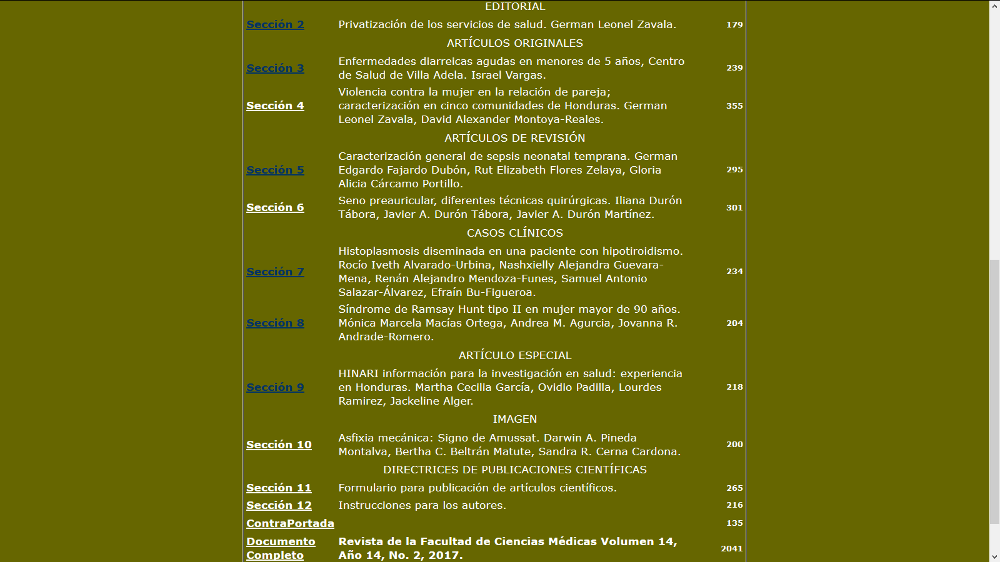 EDITORIAL
Sección 2 Privatización de los servicios de salud. German Leonel Zavala. 179
ARTÍCULOS ORIGINALES
Enfermedades diarreicas agudas en menores de 5 años, Centro
Sección 3 239
de Salud de Villa Adela. Israel Vargas.
Violencia contra la mujer en la relación de pareja;
Sección 4 caracterización en cinco comunidades de Honduras. German 355
Leonel Zavala, David Alexander Montoya-Reales.
ARTÍCULOS DE REVISIÓN
Caracterización general de sepsis neonatal temprana. German
Sección 5 Edgardo Fajardo Dubón, Rut Elizabeth Flores Zelaya, Gloria 295
Alicia Cárcamo Portillo.
Seno preauricular, diferentes técnicas quirúrgicas. Iliana Durón
Sección 6 301
Tábora, Javier A. Durón Tábora, Javier A. Durón Martínez.
CASOS CLÍNICOS
Histoplasmosis diseminada en una paciente con hipotiroidismo.
Rocío Iveth Alvarado-Urbina, Nashxielly Alejandra Guevara-
Sección 7 234
Mena, Renán Alejandro Mendoza-Funes, Samuel Antonio
Salazar-Álvarez, Efraín Bu-Figueroa.
Síndrome de Ramsay Hunt tipo II en mujer mayor de 90 años.
Sección 8 Mónica Marcela Macías Ortega, Andrea M. Agurcia, Jovanna R. 204
Andrade-Romero.
ARTÍCULO ESPECIAL
HINARI información para la investigación en salud: experiencia
Sección 9 en Honduras. Martha Cecilia García, Ovidio Padilla, Lourdes 218
Ramirez, Jackeline Alger.
IMAGEN
Asfixia mecánica: Signo de Amussat. Darwin A. Pineda
Sección 10 200
Montalva, Bertha C. Beltrán Matute, Sandra R. Cerna Cardona.
DIRECTRICES DE PUBLICACIONES CIENTÍFICAS
Sección 11 Formulario para publicación de artículos científicos. 265
Sección 12 Instrucciones para los autores. 216
ContraPortada 135
Documento Revista de la Facultad de Ciencias Médicas Volumen 14,
2041
Completo Año 14, No. 2, 2017.